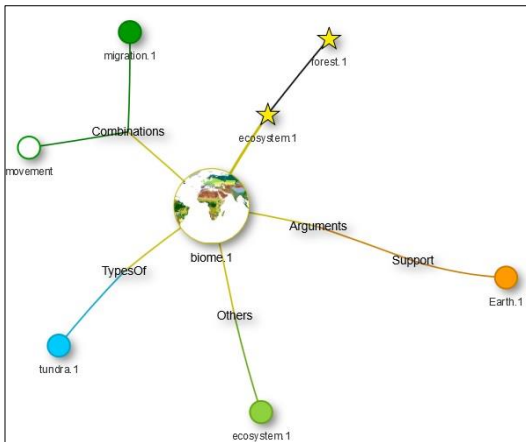 migration.1
forest.1
ecosystem.1
Combinations
movement
Arguments
biome.1
Support
TypesOf
Earth.1
Others
tundra.1
ecosystem.1